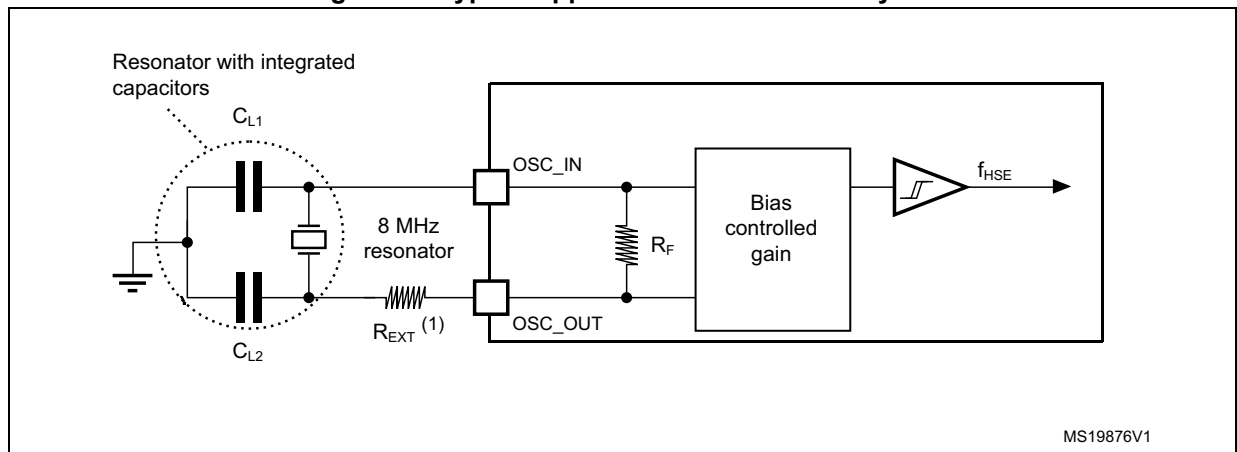 Resonator with integrated
capacitors
CL1
OSC_IN
fHSE
8 MHz
resonator
RF
Bias
controlled
gain
REXT (1)
OSC_OUT
CL2
MS19876V1